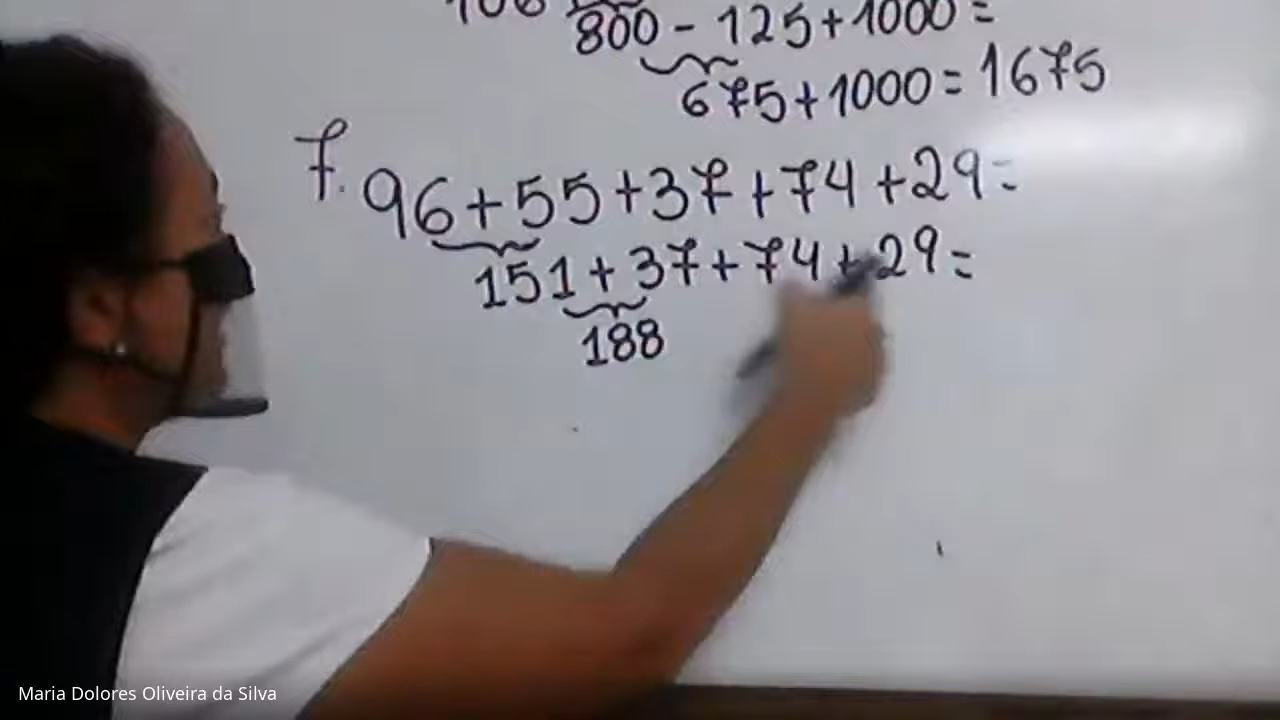 800 - 125 + 1000 =
675 + 1000 = 1675
7. 96 + 55 + 37 + 74 + 29 =
151 + 37 + 74 + 29 =
188
Maria Dolores Oliveira da Silva